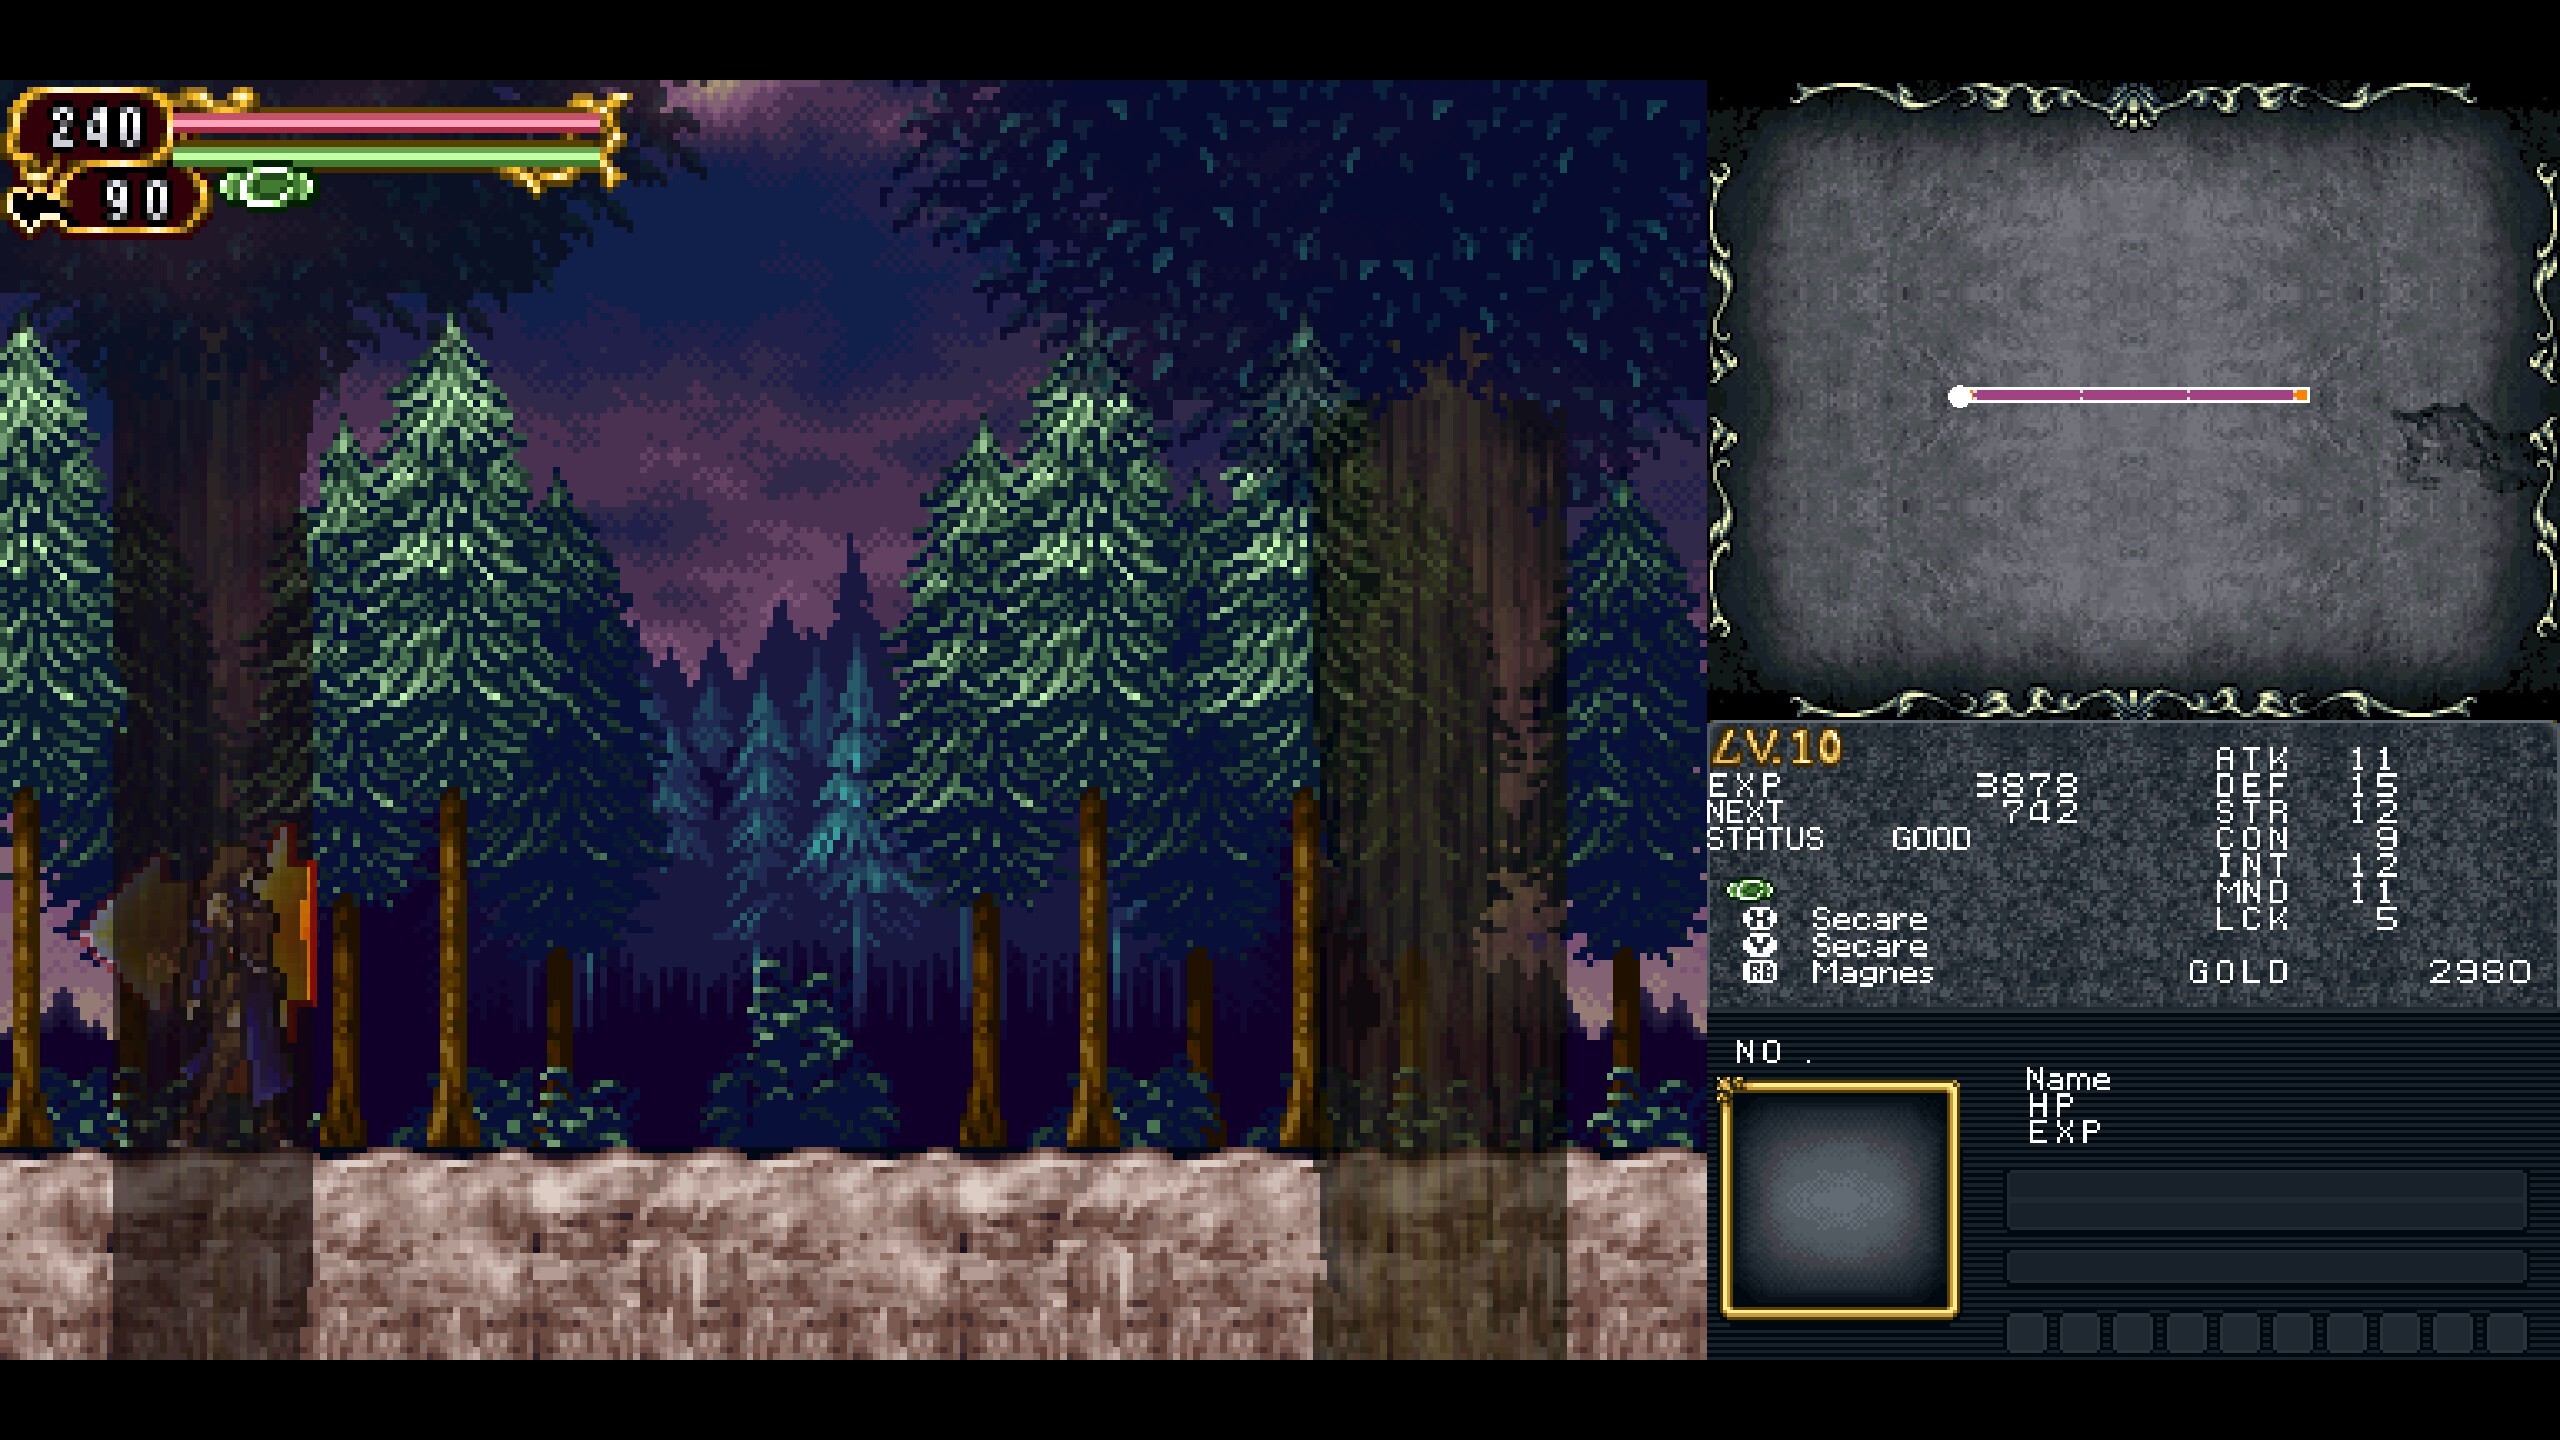 240
90
LV.10
EXP 3878
NEXT 742
STATUS GOOD
X Secare
Y Secare
RB Magnes
ATK 11
DEF 15
STR 12
CON 9
INT 12
MND 11
LCK 5
GOLD 2980
NO.
Name
HP
EXP